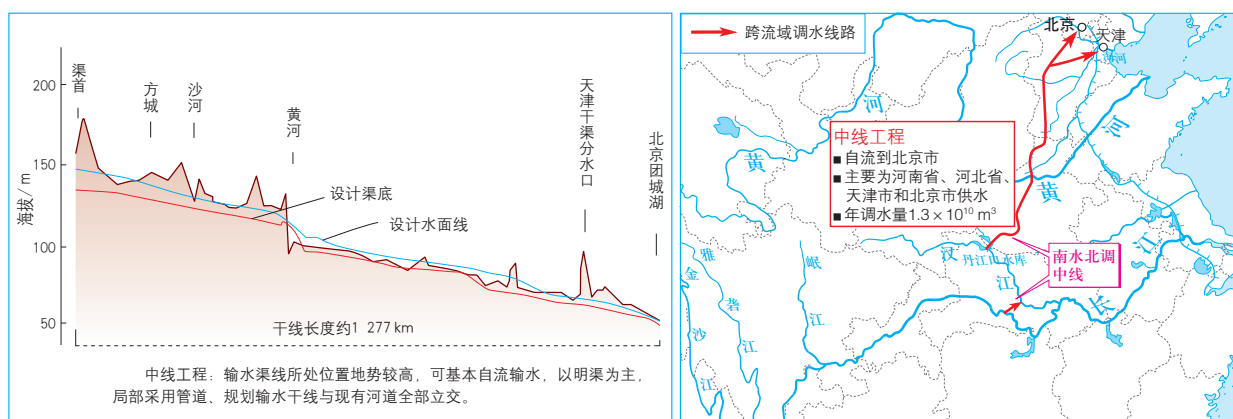 200
150
100
50
海拔/m
渠首
方城
沙河
黄河
天津干渠分水口
北京团城湖
设计渠底
设计水面线
干线长度约1 277 km
中线工程：输水渠线所处位置地势较高，可基本自流输水，以明渠为主，
局部采用管道、规划输水干线与现有河道全部立交。
跨流域调水线路
北京
天津
海河
中线工程
■ 自流到北京市
■ 主要为河南省、河北省、
天津市和北京市供水
■ 年调水量1.3×10¹⁰ m³
黄
河
黄
河
汉
江
丹江口水库
南水北调
中线
长
江
岷
江
雅
砻
江
金
沙
江